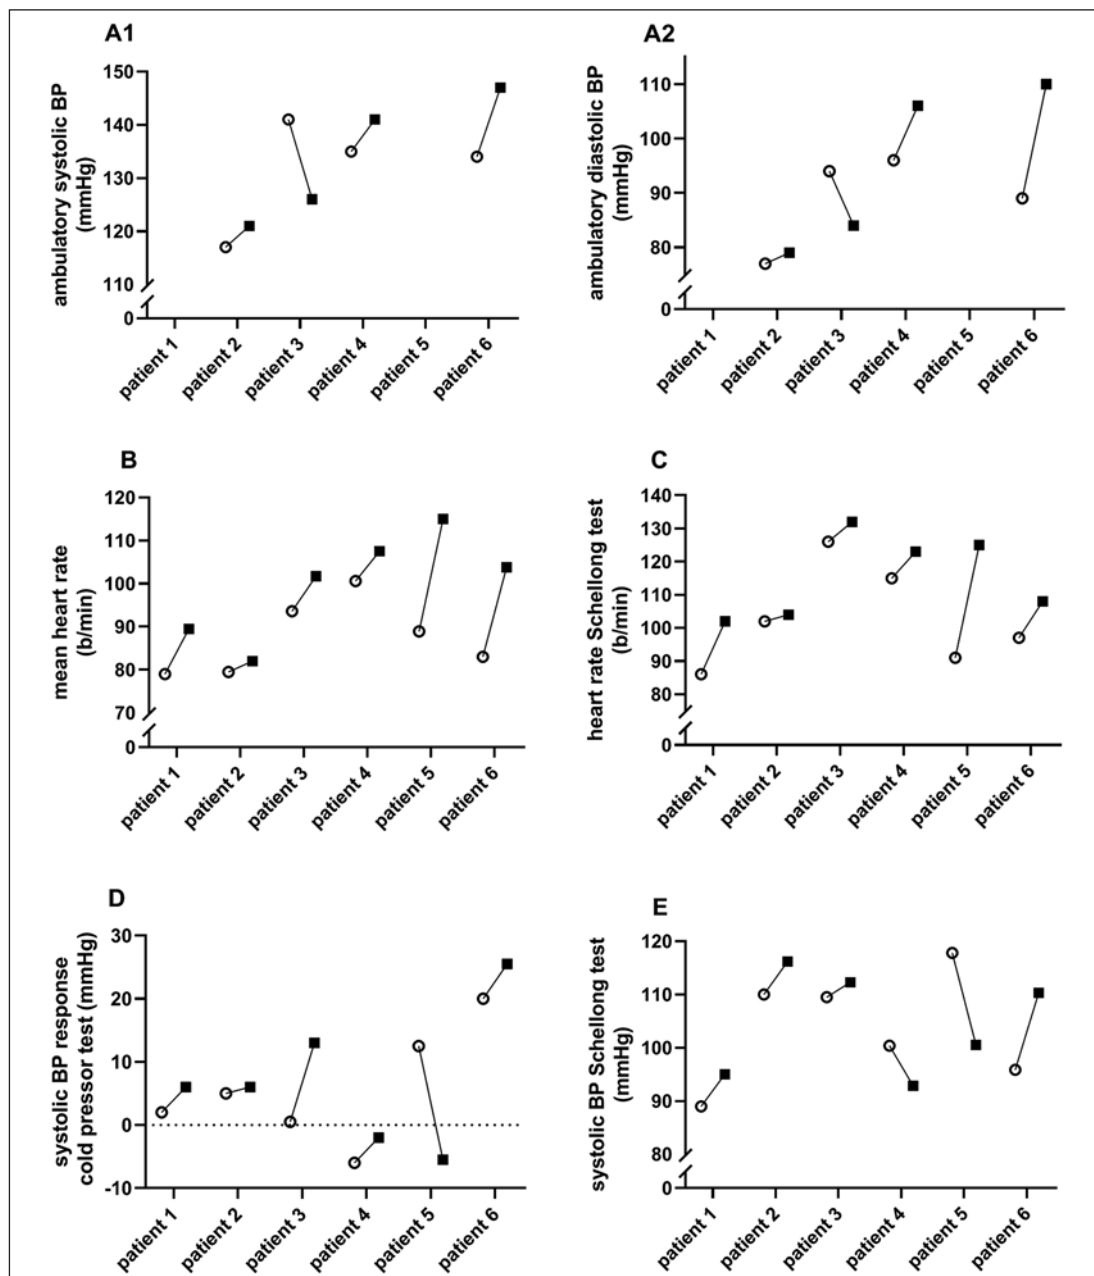 A1
ambulatory systolic BP
(mmHg)
150
140
130
120
110
0
patient 1
patient 2
patient 3
patient 4
patient 5
patient 6
A2
ambulatory diastolic BP
(mmHg)
110
100
90
80
0
patient 1
patient 2
patient 3
patient 4
patient 5
patient 6
B
mean heart rate
(b/min)
120
110
100
90
80
70
0
patient 1
patient 2
patient 3
patient 4
patient 5
patient 6
C
heart rate Schellong test
(b/min)
140
130
120
110
100
90
80
0
patient 1
patient 2
patient 3
patient 4
patient 5
patient 6
D
systolic BP response
cold pressor test (mmHg)
30
20
10
0
-10
patient 1
patient 2
patient 3
patient 4
patient 5
patient 6
E
systolic BP Schellong test
(mmHg)
120
110
100
90
80
0
patient 1
patient 2
patient 3
patient 4
patient 5
patient 6